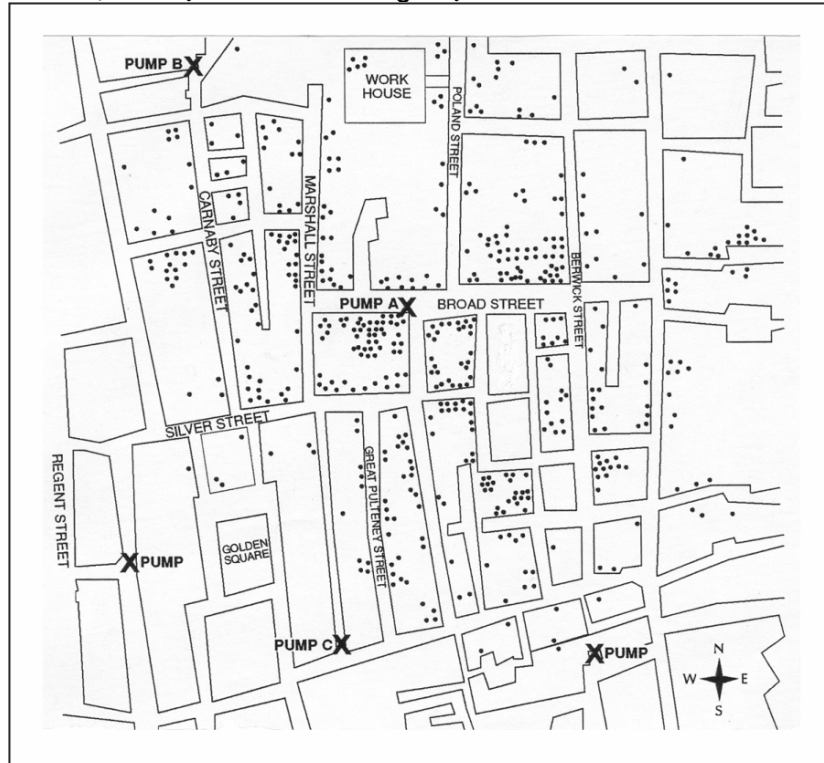 PUMP B
WORK
HOUSE
POLAND STREET
CARNABY STREET
MARSHALL STREET
BERWICK STREET
PUMP A
BROAD STREET
SILVER STREET
REGENT STREET
GREAT PULTENEY STREET
GOLDEN
SQUARE
PUMP
PUMP C
PUMP
N
W E
S